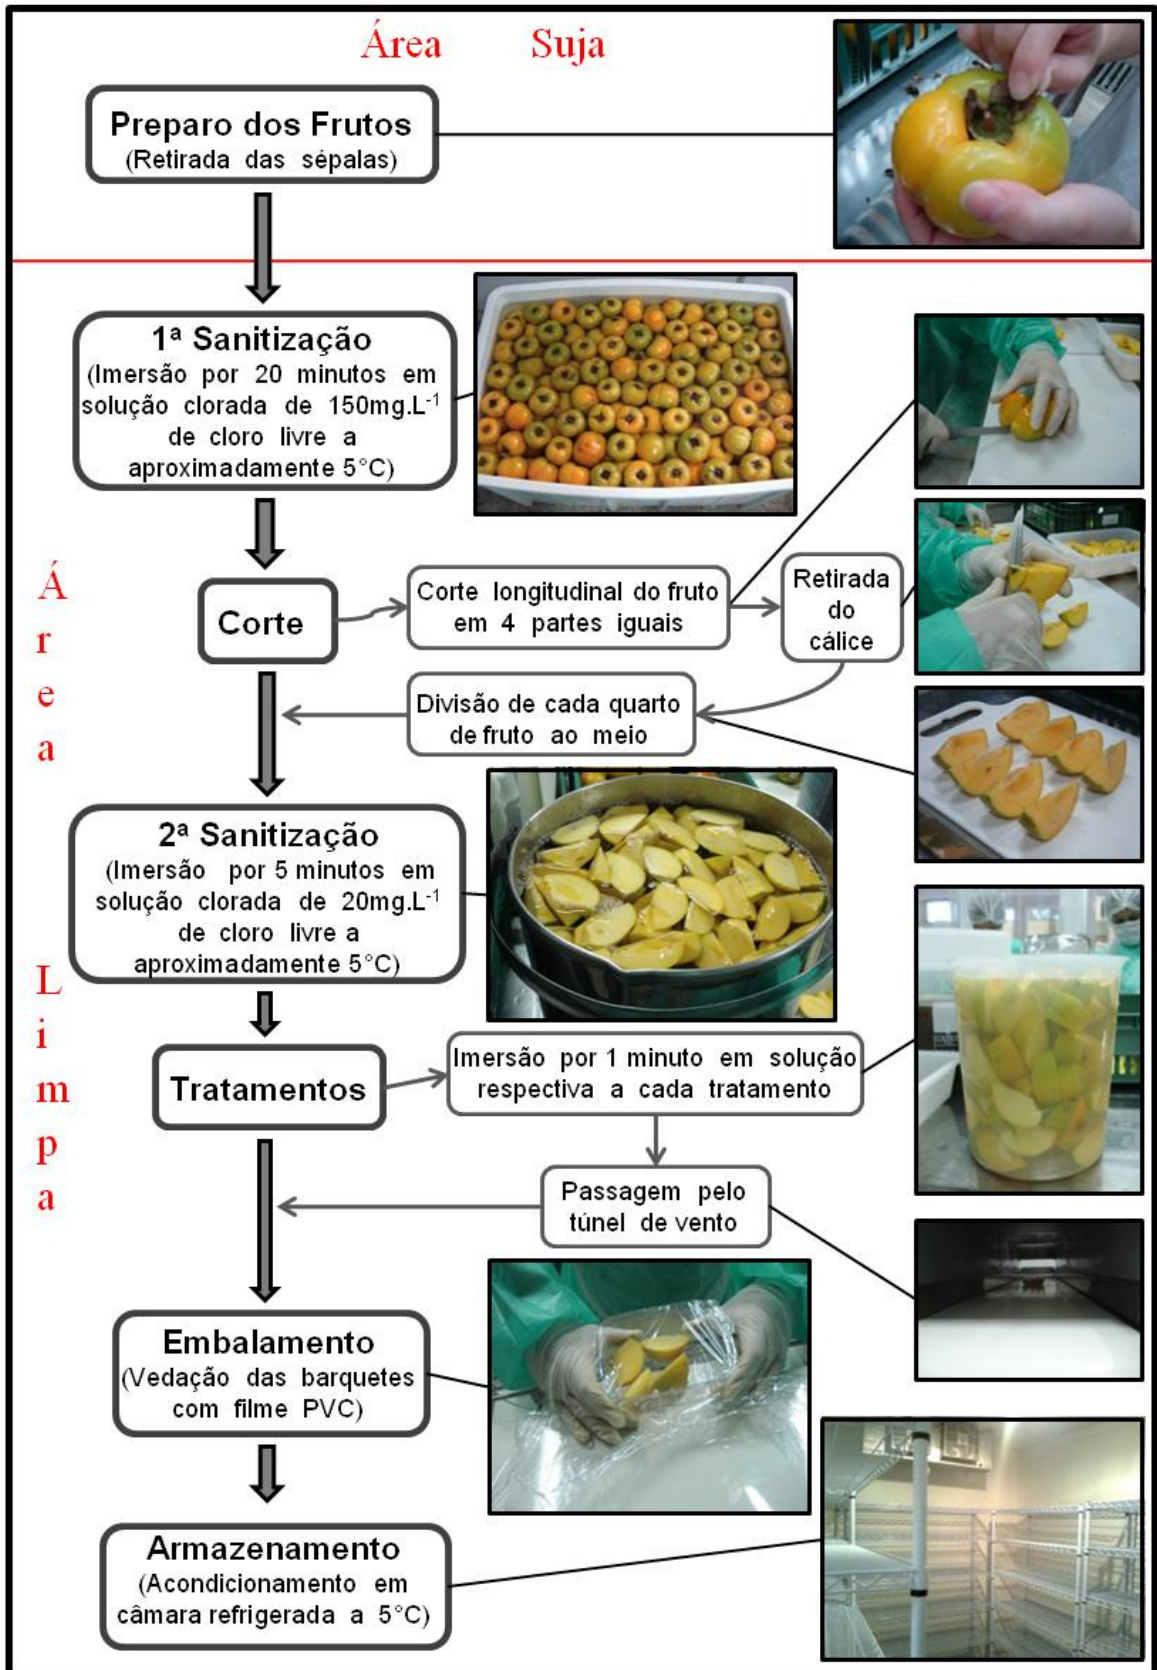 Área Suja
Preparo dos Frutos
(Retirada das sépalas)
1ª Sanitização
(Imersão por 20 minutos em
solução clorada de 150mg.L⁻¹
de cloro livre a
aproximadamente 5°C)
Área
Limpa
Corte
Corte longitudinal do fruto
em 4 partes iguais
Retirada
do
cálice
Divisão de cada quarto
de fruto ao meio
2ª Sanitização
(Imersão por 5 minutos em
solução clorada de 20mg.L⁻¹
de cloro livre a
aproximadamente 5°C)
Tratamentos
Imersão por 1 minuto em solução
respectiva a cada tratamento
Passagem pelo
túnel de vento
Embalamento
(Vedação das barquetes
com filme PVC)
Armazenamento
(Acondicionamento em
câmara refrigerada a 5°C)